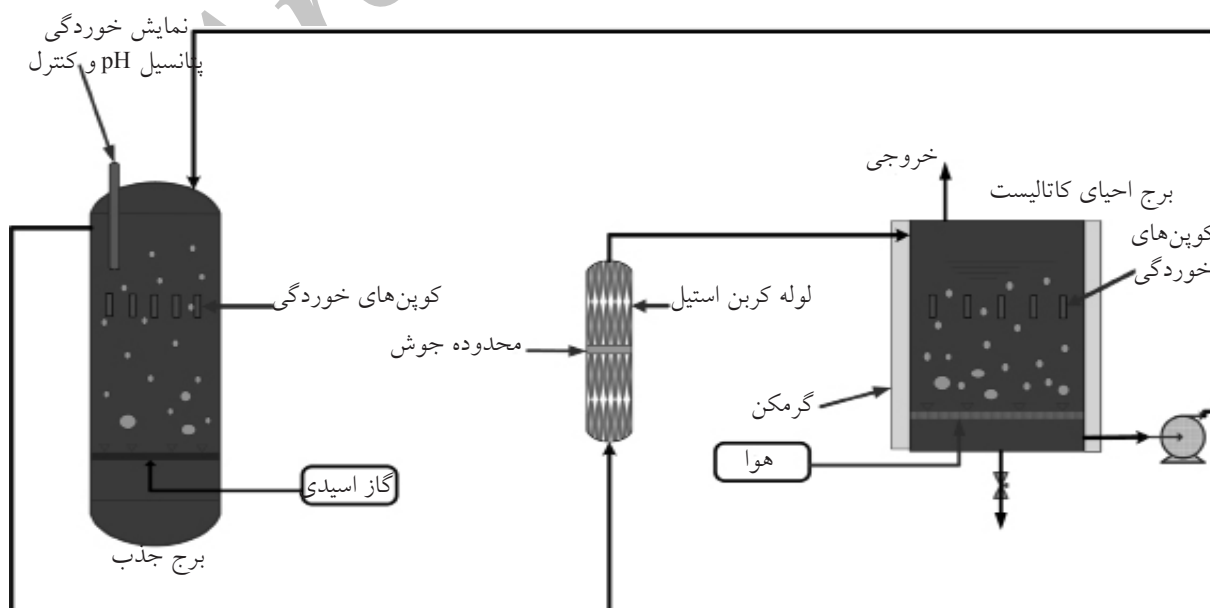 نمایش خوردگی
پتانسیل pH و کنترل
خروجی
برج احیای کاتالیست
کوپن‌های
خوردگی
کوپن‌های خوردگی
لوله کربن استیل
محدوده جوش
گرمکن
هوا
گاز اسیدی
برج جذب